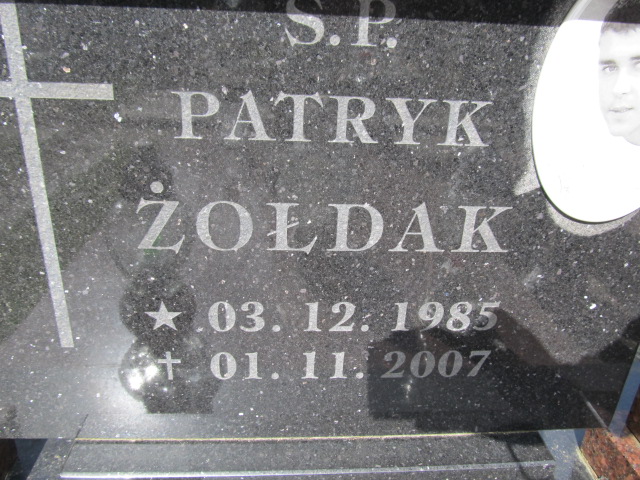 Ś.P.
PATRYK
ŻOŁDAK
★ 03. 12. 1985
✝ 01. 11. 2007